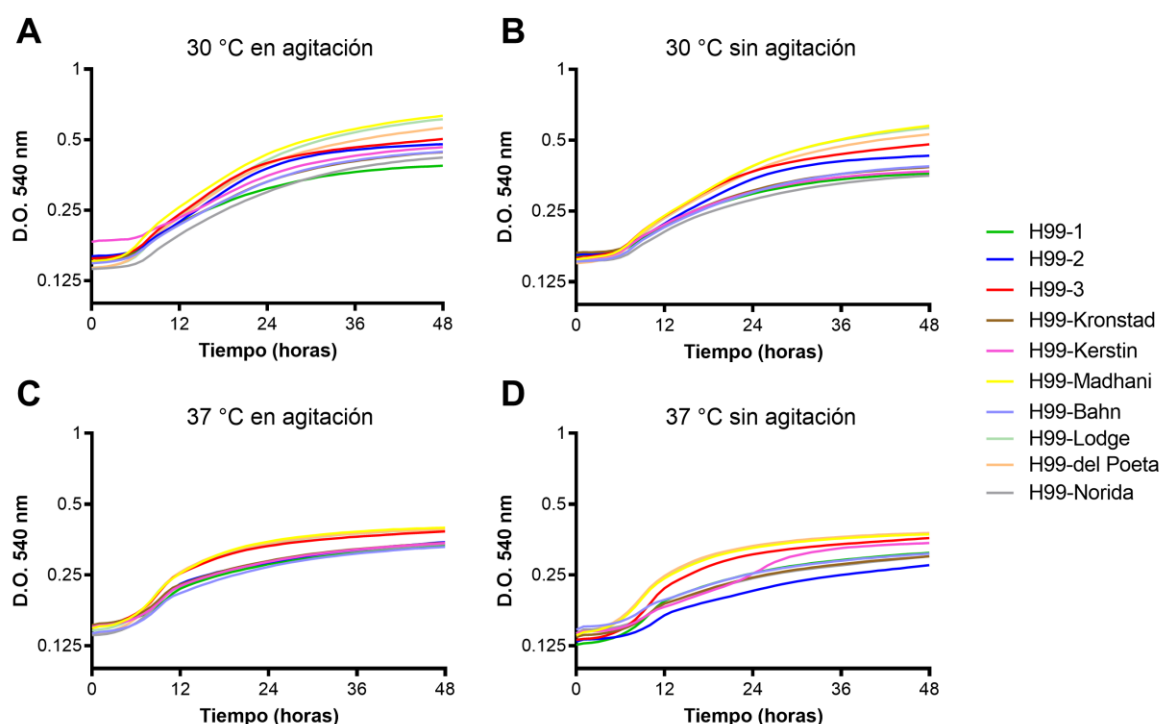 A
30 °C en agitación
1
0.5
0.25
0.125
D.O. 540 nm
0 12 24 36 48
Tiempo (horas)
B
30 °C sin agitación
1
0.5
0.25
0.125
D.O. 540 nm
0 12 24 36 48
Tiempo (horas)
C
37 °C en agitación
1
0.5
0.25
0.125
D.O. 540 nm
0 12 24 36 48
Tiempo (horas)
D
37 °C sin agitación
1
0.5
0.25
0.125
D.O. 540 nm
0 12 24 36 48
Tiempo (horas)
H99-1
H99-2
H99-3
H99-Kronstad
H99-Kerstin
H99-Madhani
H99-Bahn
H99-Lodge
H99-del Poeta
H99-Norida